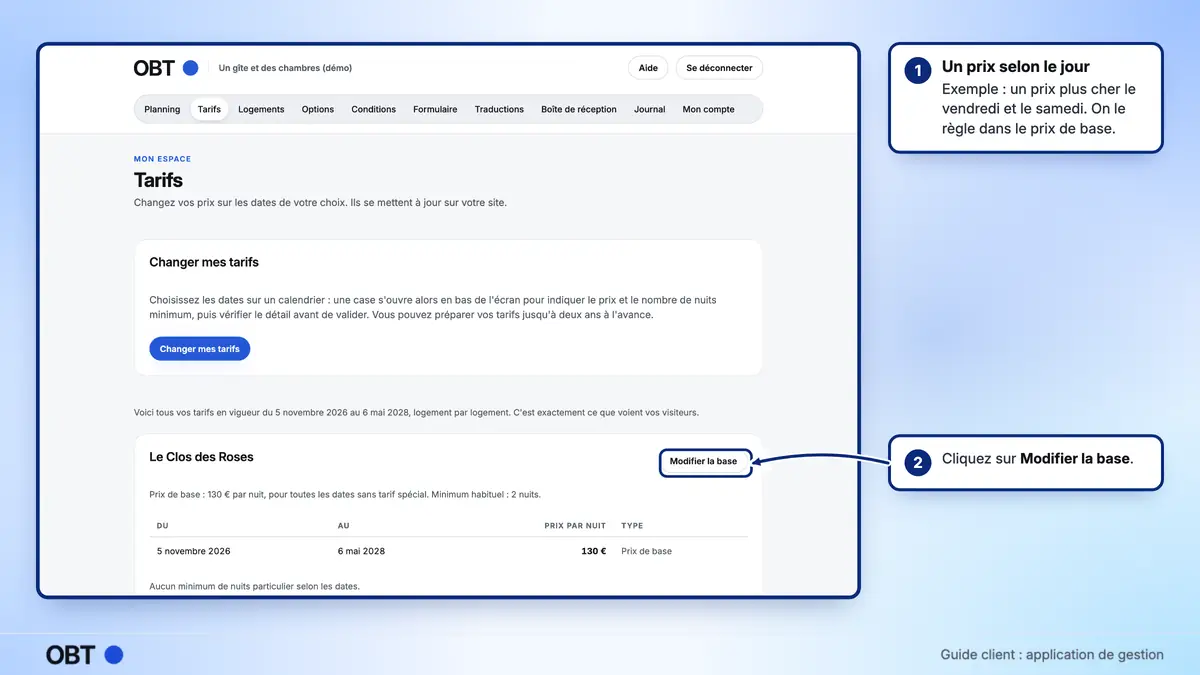 OBT
Un gîte et des chambres (démo)
Aide
Se déconnecter
Planning
Tarifs
Logements
Options
Conditions
Formulaire
Traductions
Boîte de réception
Journal
Mon compte
MON ESPACE
Tarifs
Changez vos prix sur les dates de votre choix. Ils se mettent à jour sur votre site.
Changer mes tarifs
Choisissez les dates sur un calendrier : une case s'ouvre alors en bas de l'écran pour indiquer le prix et le nombre de nuits
minimum, puis vérifier le détail avant de valider. Vous pouvez préparer vos tarifs jusqu'à deux ans à l'avance.
Changer mes tarifs
Voici tous vos tarifs en vigueur du 5 novembre 2026 au 6 mai 2028, logement par logement. C'est exactement ce que voient vos visiteurs.
Le Clos des Roses
Modifier la base
Prix de base : 130 € par nuit, pour toutes les dates sans tarif spécial. Minimum habituel : 2 nuits.
DU
AU
PRIX PAR NUIT
TYPE
5 novembre 2026
6 mai 2028
130 €
Prix de base
Aucun minimum de nuits particulier selon les dates.
1
Un prix selon le jour
Exemple : un prix plus cher le
vendredi et le samedi. On le
règle dans le prix de base.
2
Cliquez sur Modifier la base.
OBT
Guide client : application de gestion